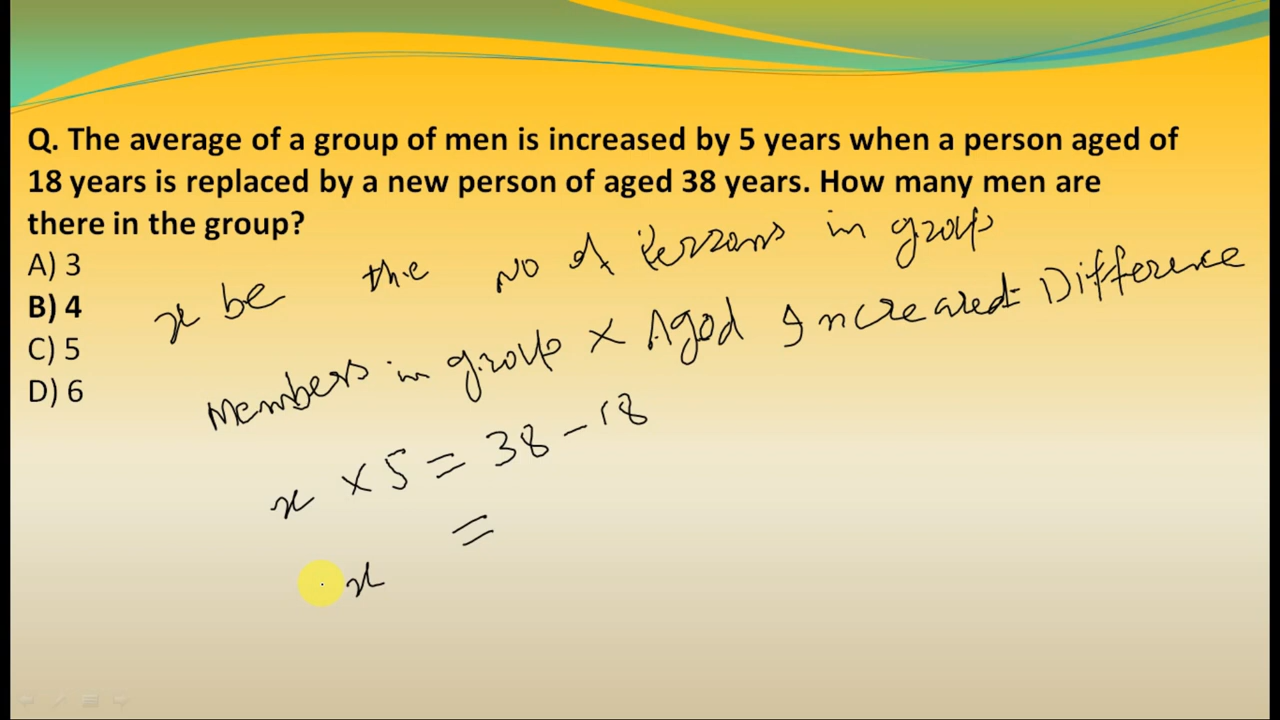 Q. The average of a group of men is increased by 5 years when a person aged of
18 years is replaced by a new person of aged 38 years. How many men are
there in the group?
A) 3
B) 4
C) 5
D) 6
x be the No of Persons in group
Members in group × Aged Increased = Difference
x × 5 = 38 - 18
x =